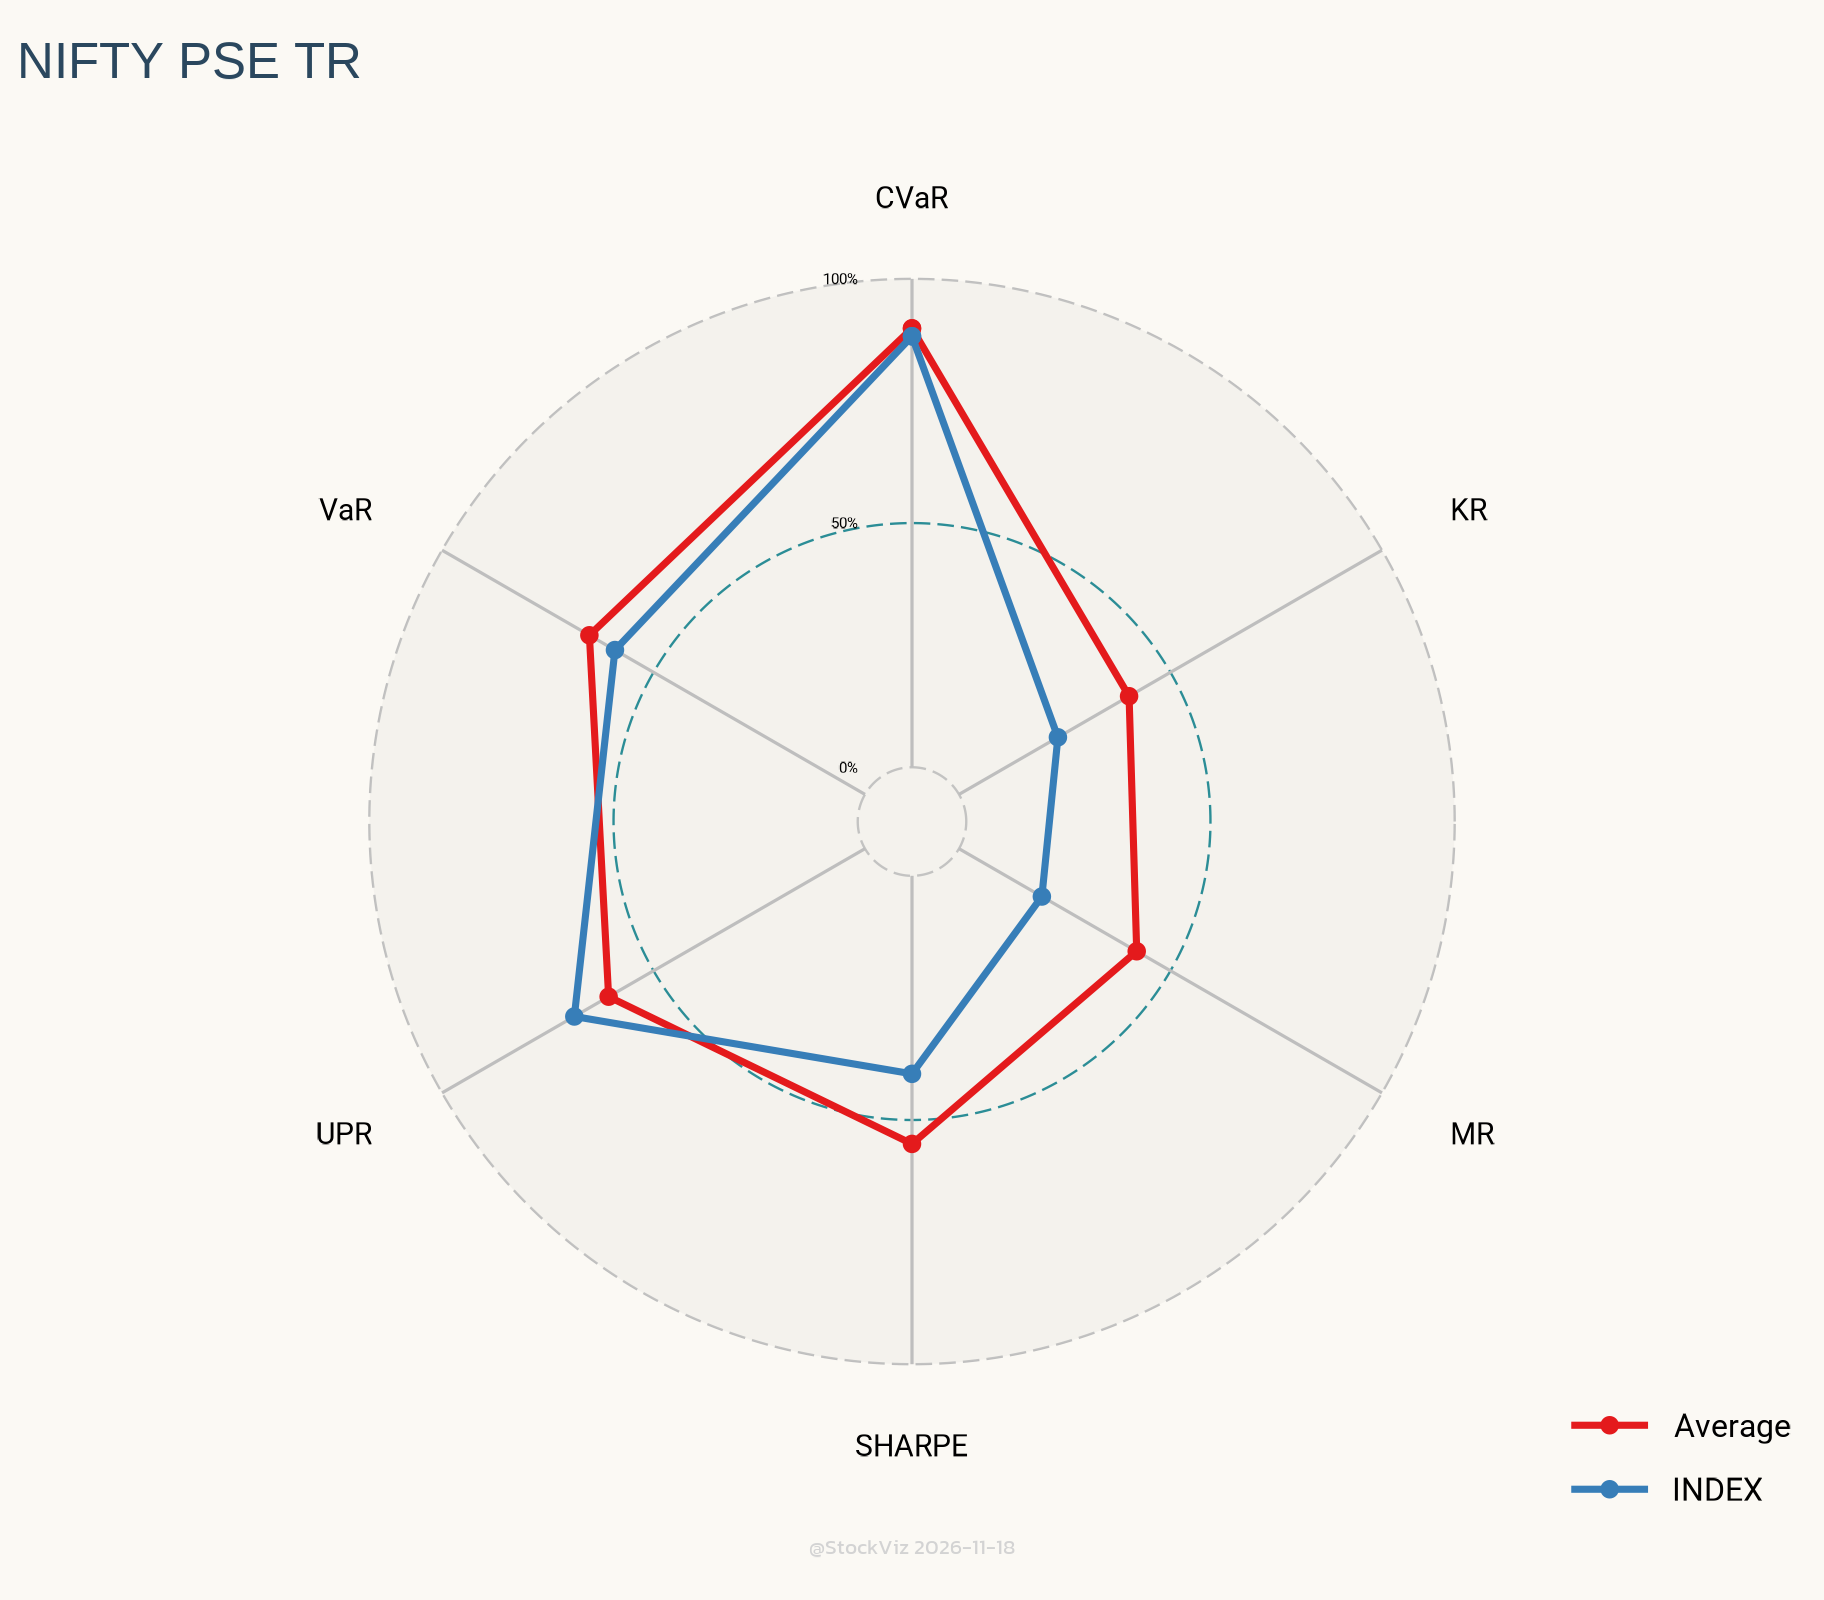 NIFTY PSE TR
CVaR
100%
VaR
KR
50%
0%
UPR
MR
SHARPE
Average
INDEX
@StockViz 2026-11-18